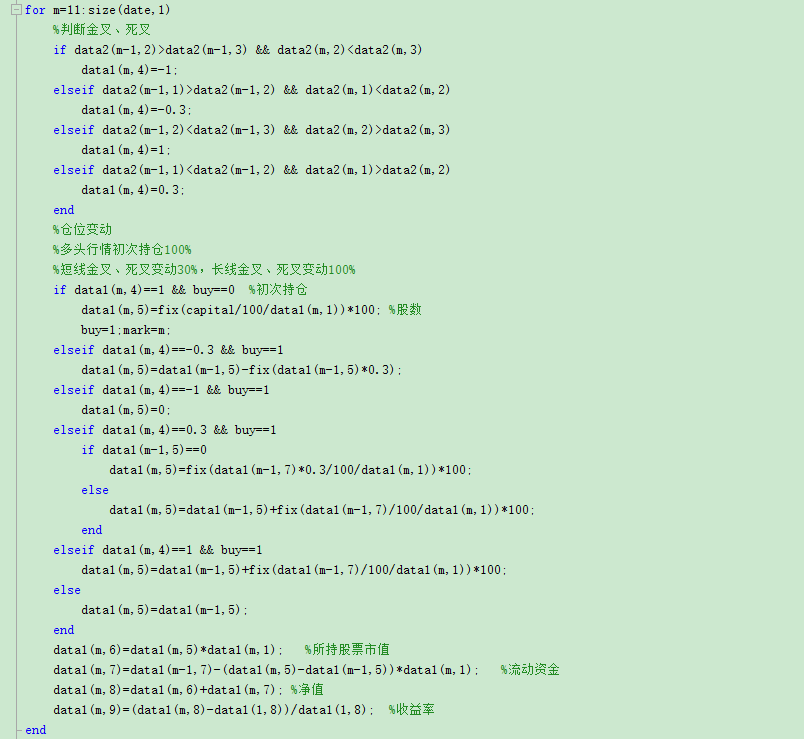 for m=11:size(date,1)
%判断金叉、死叉
if data2(m-1,2)>data2(m-1,3) && data2(m,2)<data2(m,3)
data1(m,4)=-1;
elseif data2(m-1,1)>data2(m-1,2) && data2(m,1)<data2(m,2)
data1(m,4)=-0.3;
elseif data2(m-1,2)<data2(m-1,3) && data2(m,2)>data2(m,3)
data1(m,4)=1;
elseif data2(m-1,1)<data2(m-1,2) && data2(m,1)>data2(m,2)
data1(m,4)=0.3;
end
%仓位变动
%多头行情初次持仓100%
%短线金叉、死叉变动30%，长线金叉、死叉变动100%
if data1(m,4)==1 && buy==0  %初次持仓
data1(m,5)=fix(capital/100/data1(m,1))*100; %股数
buy=1;mark=m;
elseif data1(m,4)==-0.3 && buy==1
data1(m,5)=data1(m-1,5)-fix(data1(m-1,5)*0.3);
elseif data1(m,4)==-1 && buy==1
data1(m,5)=0;
elseif data1(m,4)==0.3 && buy==1
if data1(m-1,5)==0
data1(m,5)=fix(data1(m-1,7)*0.3/100/data1(m,1))*100;
else
data1(m,5)=data1(m-1,5)+fix(data1(m-1,7)/100/data1(m,1))*100;
end
elseif data1(m,4)==1 && buy==1
data1(m,5)=data1(m-1,5)+fix(data1(m-1,7)/100/data1(m,1))*100;
else
data1(m,5)=data1(m-1,5);
end
data1(m,6)=data1(m,5)*data1(m,1);   %所持股票市值
data1(m,7)=data1(m-1,7)-(data1(m,5)-data1(m-1,5))*data1(m,1);   %流动资金
data1(m,8)=data1(m,6)+data1(m,7); %净值
data1(m,9)=(data1(m,8)-data1(1,8))/data1(1,8);  %收益率
end